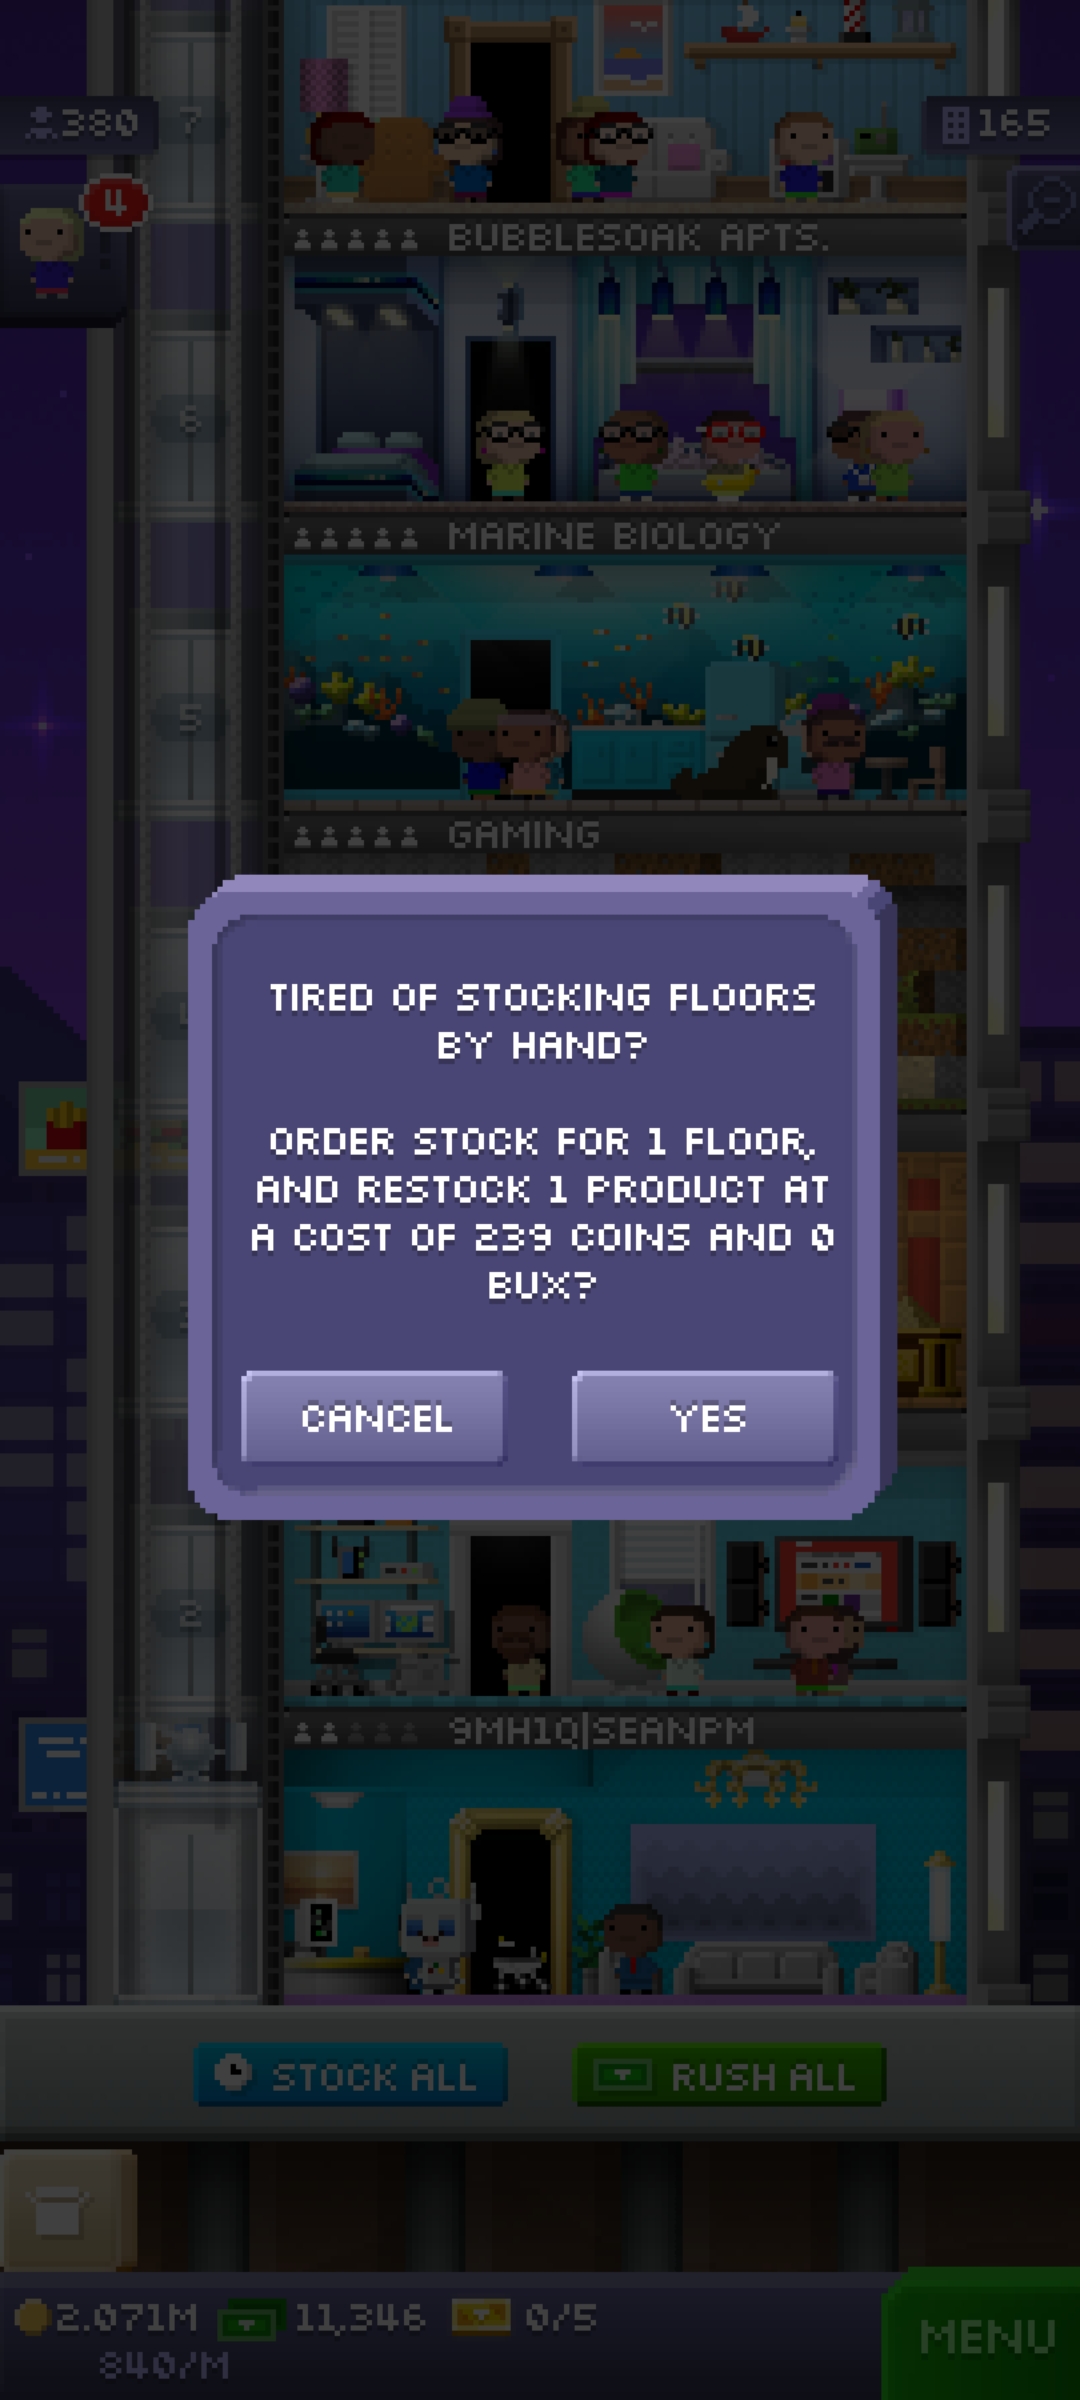 380
7
165
4
BUBBLESOAK APTS.
6
MARINE BIOLOGY
5
GAMING
TIRED OF STOCKING FLOORS
BY HAND?
ORDER STOCK FOR 1 FLOOR,
AND RESTOCK 1 PRODUCT AT
A COST OF 239 COINS AND 0
BUX?
CANCEL
YES
2
9MH1Q|SEANPM
STOCK ALL
RUSH ALL
2.071M
11,346
0/5
840/M
MENU